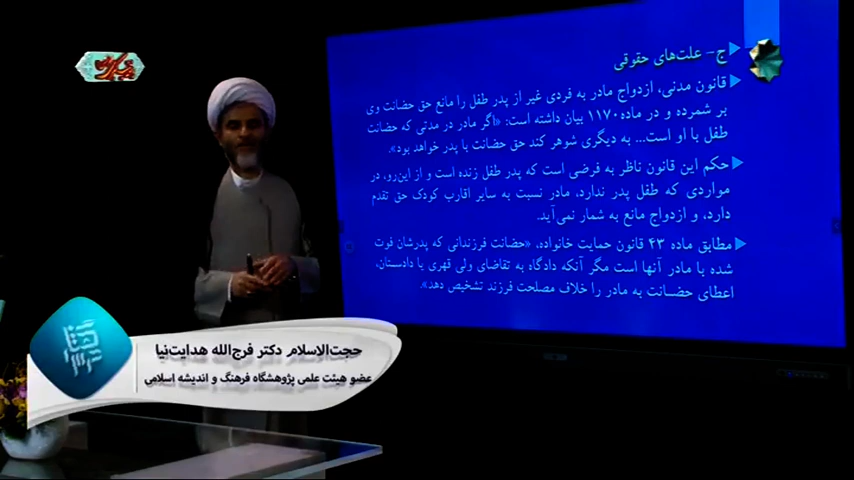 ج- علت‌های حقوقی
قانون مدنی، ازدواج مادر به فردی غیر از پدر طفل را مانع حق حضانت وی
بر شمرده و در ماده۱۱۷۰ بیان داشته است: «اگر مادر در مدتی که حضانت
طفل با او است... به دیگری شوهر کند حق حضانت با پدر خواهد بود».
حکم این قانون ناظر به فرضی است که پدر طفل زنده است و از این‌رو، در
مواردی که طفل پدر ندارد، مادر نسبت به سایر اقارب کودک حق تقدم
دارد، و ازدواج مانع به شمار نمی‌آید.
مطابق ماده ۴۳ قانون حمایت خانواده، «حضانت فرزندانی که پدرشان فوت
شده با مادر آنها است مگر آنکه دادگاه به تقاضای ولی قهری یا دادستان،
اعطای حضانت به مادر را خلاف مصلحت فرزند تشخیص دهد».
حجت‌الاسلام دکتر فرج‌الله هدایت‌نیا
عضو هیئت علمی پژوهشگاه فرهنگ و اندیشه اسلامی